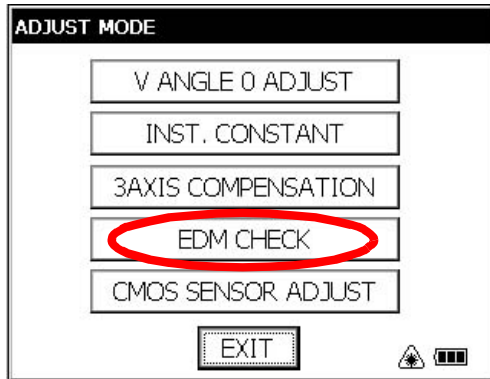 ADJUST MODE
V ANGLE 0 ADJUST
INST. CONSTANT
3AXIS COMPENSATION
EDM CHECK
CMOS SENSOR ADJUST
EXIT